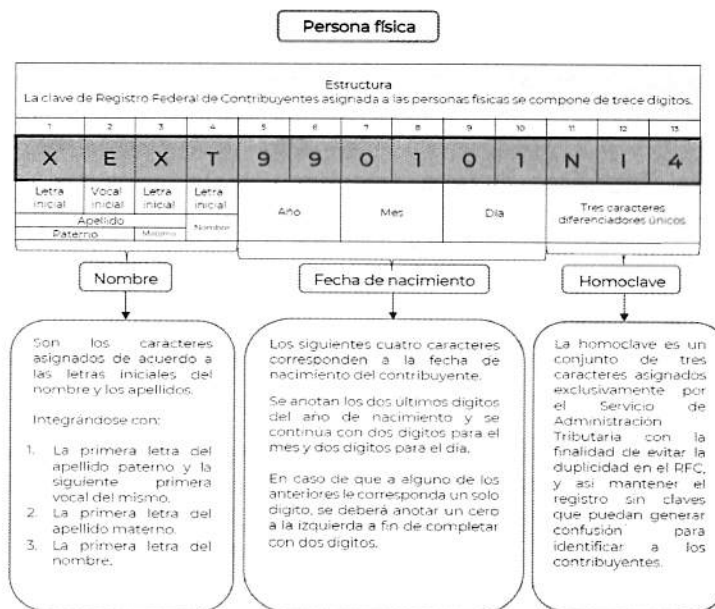 Persona física
Estructura
La clave de Registro Federal de Contribuyentes asignada a las personas físicas se compone de trece dígitos.
1 2 3 4 5 6 7 8 9 10 11 12 13
X E X T 9 9 0 1 0 1 N I 4
Letra inicial Vocal inicial Letra inicial Letra inicial Año Mes Día Tres caracteres diferenciadores únicos
Apellido
Paterno Materno Nombre
Nombre
Fecha de nacimiento
Homoclave
Son los carácteres
asignados de acuerdo a
las letras iniciales del
nombre y los apellidos.
Integrándose con:
1. La primera letra del
apellido paterno y la
siguiente primera
vocal del mismo.
2. La primera letra del
apellido materno.
3. La primera letra del
nombre.
Los siguientes cuatro caracteres
corresponden a la fecha de
nacimiento del contribuyente.
Se anotan los dos últimos dígitos
del año de nacimiento y se
continua con dos dígitos para el
mes y dos dígitos para el día.
En caso de que a alguno de los
anteriores le corresponda un solo
dígito, se deberá anotar un cero
a la izquierda a fin de completar
con dos dígitos.
La homoclave es un
conjunto de tres
caracteres asignados
exclusivamente por
el Servicio de
Administración
Tributaria con la
finalidad de evitar la
duplicidad en el RFC,
y así mantener el
registro sin claves
que puedan generar
confusión para
identificar a los
contribuyentes.